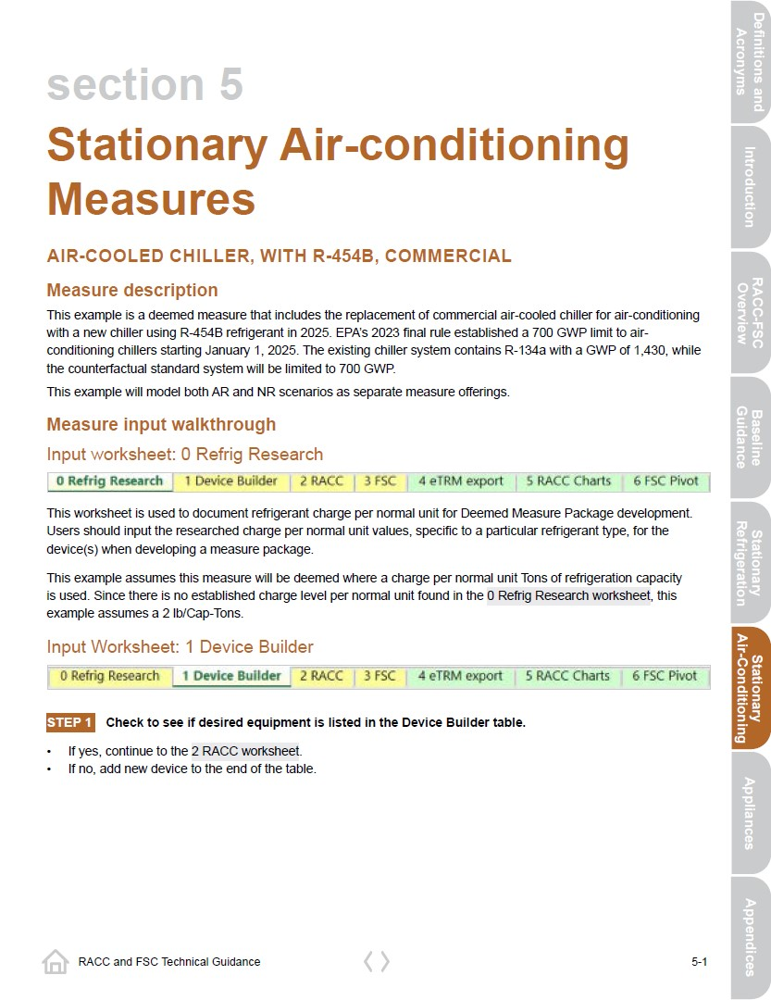 section 5
Stationary Air-conditioning
Measures
AIR-COOLED CHILLER, WITH R-454B, COMMERCIAL
Measure description
This example is a deemed measure that includes the replacement of commercial air-cooled chiller for air-conditioning
with a new chiller using R-454B refrigerant in 2025. EPA's 2023 final rule established a 700 GWP limit to air-
conditioning chillers starting January 1, 2025. The existing chiller system contains R-134a with a GWP of 1,430, while
the counterfactual standard system will be limited to 700 GWP.
This example will model both AR and NR scenarios as separate measure offerings.
Measure input walkthrough
Input worksheet: 0 Refrig Research
0 Refrig Research 1 Device Builder 2 RACC 3 FSC 4 eTRM export 5 RACC Charts 6 FSC Pivot
This worksheet is used to document refrigerant charge per normal unit for Deemed Measure Package development.
Users should input the researched charge per normal unit values, specific to a particular refrigerant type, for the
device(s) when developing a measure package.
This example assumes this measure will be deemed where a charge per normal unit Tons of refrigeration capacity
is used. Since there is no established charge level per normal unit found in the 0 Refrig Research worksheet, this
example assumes a 2 lb/Cap-Tons.
Input Worksheet: 1 Device Builder
0 Refrig Research 1 Device Builder 2 RACC 3 FSC 4 eTRM export 5 RACC Charts 6 FSC Pivot
STEP 1 Check to see if desired equipment is listed in the Device Builder table.
• If yes, continue to the 2 RACC worksheet.
• If no, add new device to the end of the table.
RACC and FSC Technical Guidance
5-1
Definitions and
Acronyms
Introduction
RACC-FSC
Overview
Baseline
Guidance
Stationary
Refrigeration
Stationary
Air-Conditioning
Appliances
Appendices